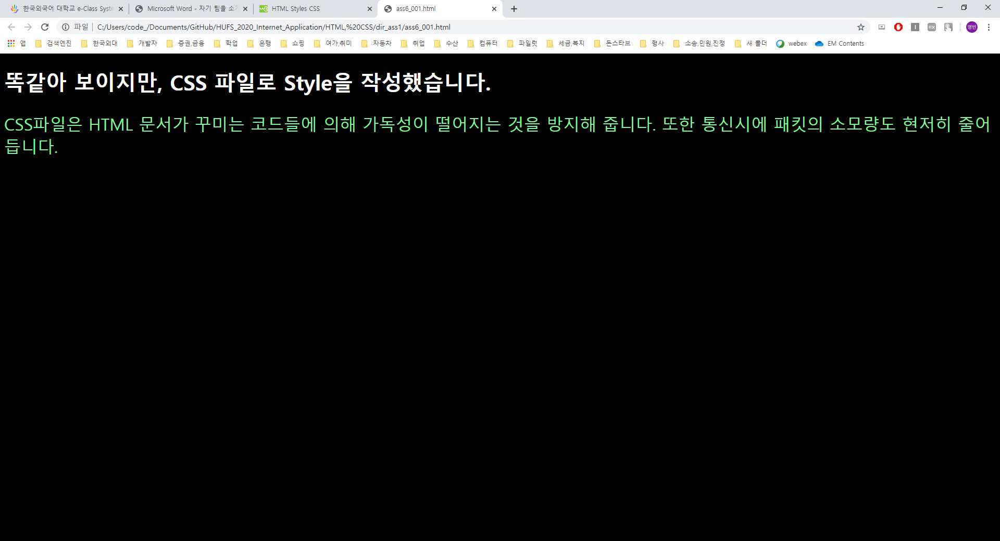 한국외국어 대학교 e-Class Syste
Microsoft Word - 자기 팀을 소개
HTML Styles CSS
ass6_001.html
파일 C:/Users/code_/Documents/GitHub/HUFS_2020_Internet_Application/HTML,%20CSS/dir_ass1/ass6_001.html
영빈
앱 검색엔진 한국외대 개발자 증권,금융 학업 은행 쇼핑 여가,취미 자동차 취업 수산 컴퓨터 파일럿 세금,복지 돈스타브 형사 소송,민원,진정 새 폴더 webex EM Contents
똑같아 보이지만, CSS 파일로 Style을 작성했습니다.
CSS파일은 HTML 문서가 꾸미는 코드들에 의해 가독성이 떨어지는 것을 방지해 줍니다. 또한 통신시에 패킷의 소모량도 현저히 줄어
듭니다.